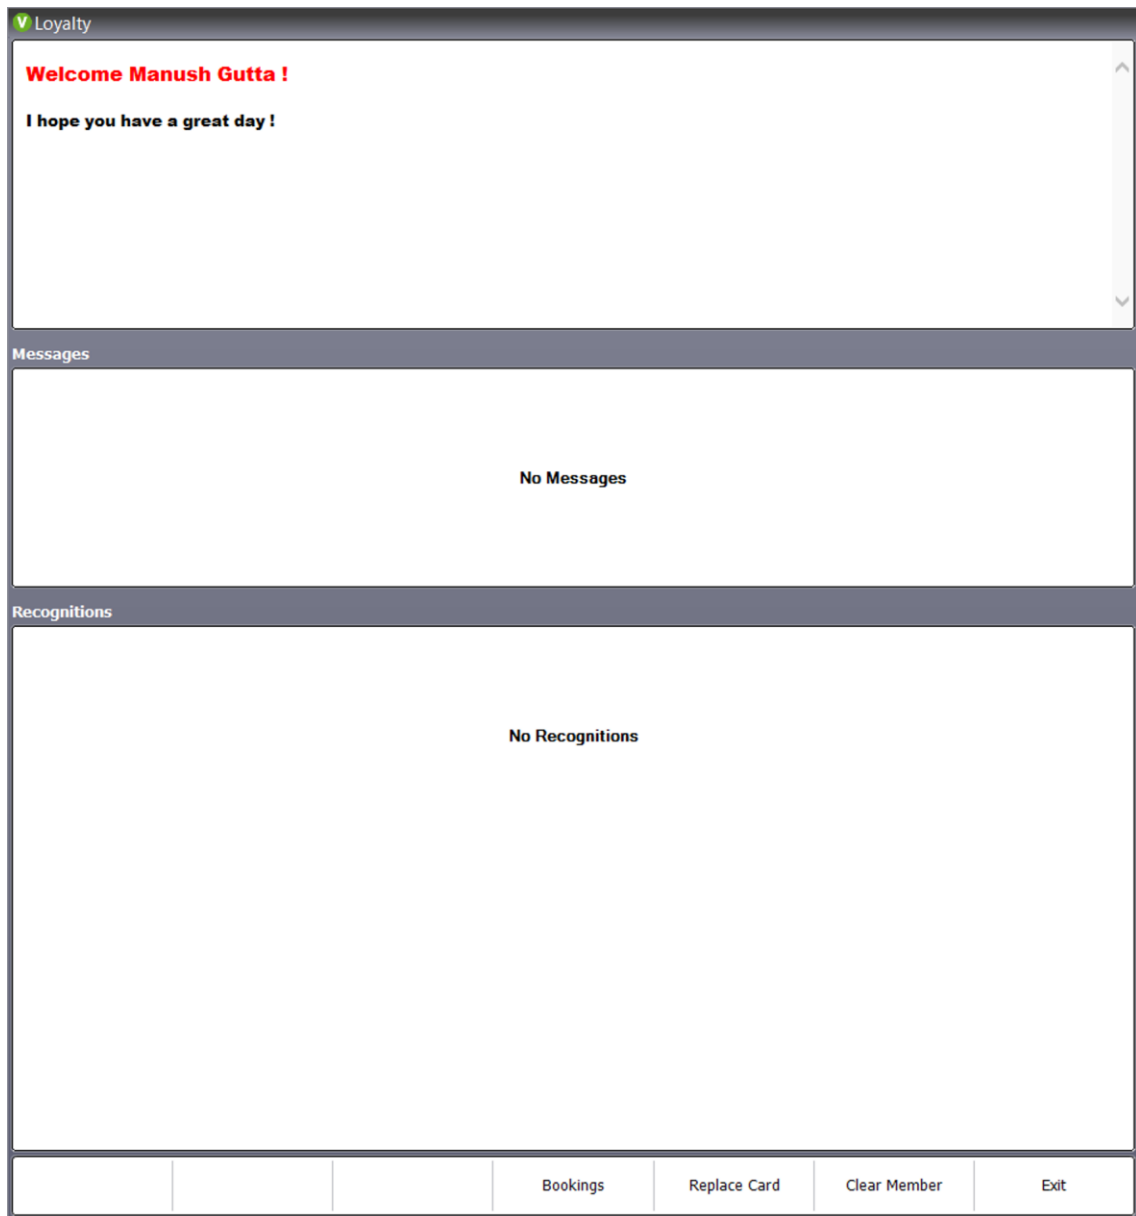 V Loyalty
Welcome Manush Gutta !
I hope you have a great day !
Messages
No Messages
Recognitions
No Recognitions
Bookings Replace Card Clear Member Exit